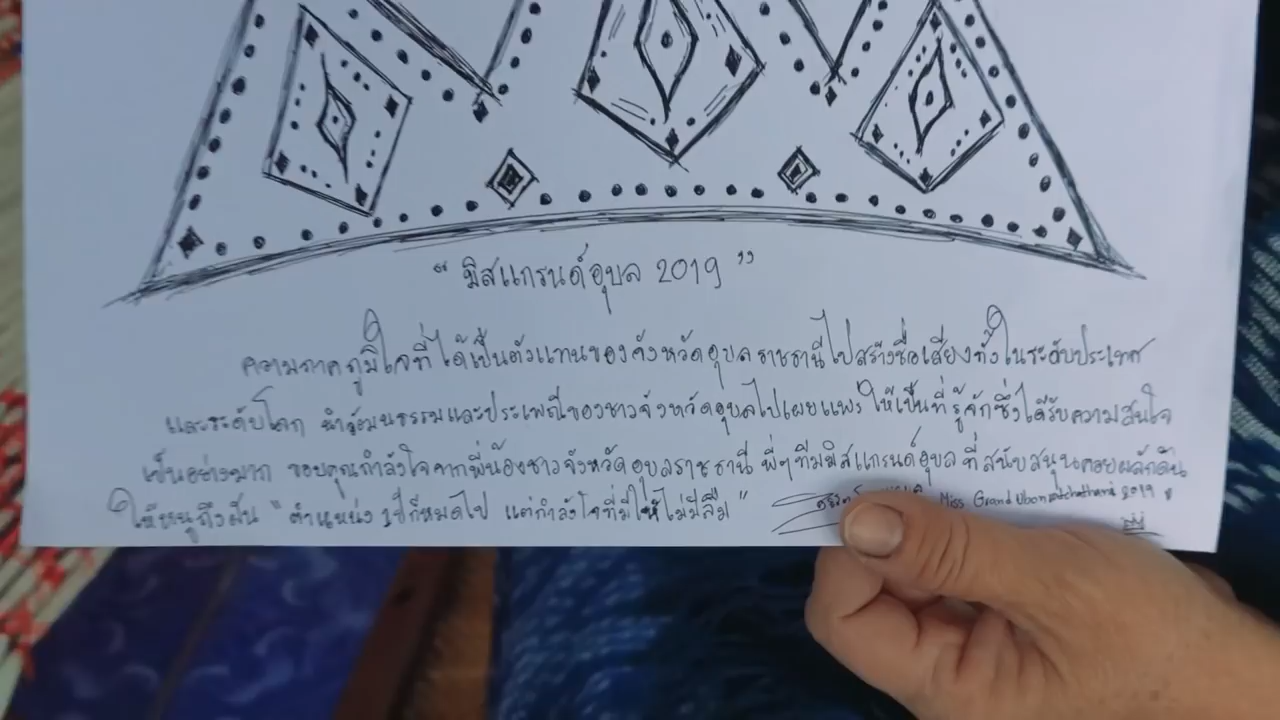 “ มิสแกรนด์อุบล 2019 ”
ความภาคภูมิใจที่ได้เป็นตัวแทนของจังหวัดอุบลราชธานีไปสร้างชื่อเสียงทั้งในระดับประเทศ
และระดับโลก นำวัฒนธรรมและประเพณีของชาวจังหวัดอุบลไปเผยแพร่ให้เป็นที่รู้จักซึ่งได้รับความสนใจ
เป็นอย่างมาก ขอบคุณกำลังใจจากพี่น้องชาวจังหวัดอุบลราชธานี พี่ๆทีมมิสแกรนด์อุบล ที่สนับสนุนคอยผลักดัน
ให้หนูถึงฝัน “ ตำแหน่ง 1ปีก็หมดไป แต่กำลังใจที่มีให้ไม่มีลืม ”
Miss Grand Ubonratchathani 2019